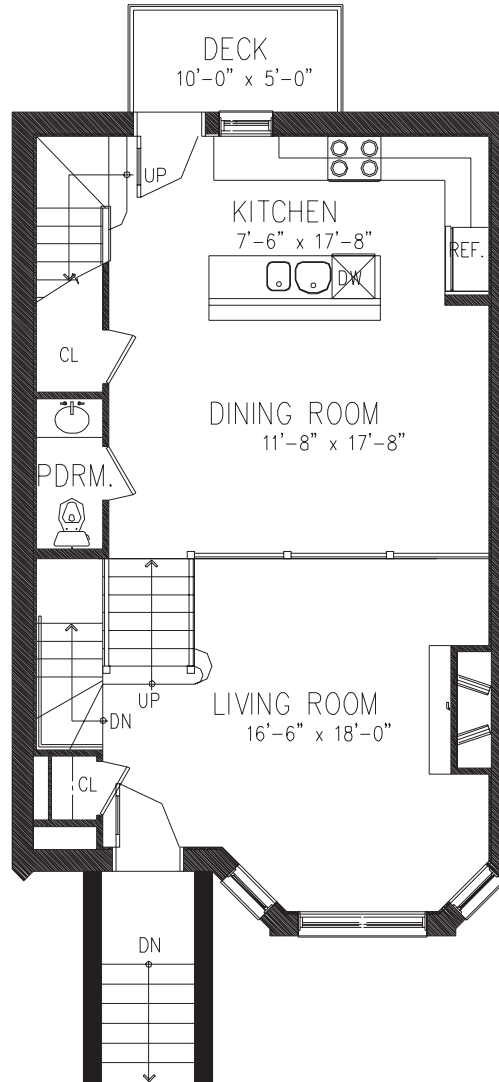 DECK
10'-0" x 5'-0"
UP
KITCHEN
7'-6" x 17'-8"
REF.
DW
CL
DINING ROOM
11'-8" x 17'-8"
PDRM.
UP
DN
LIVING ROOM
16'-6" x 18'-0"
CL
DN